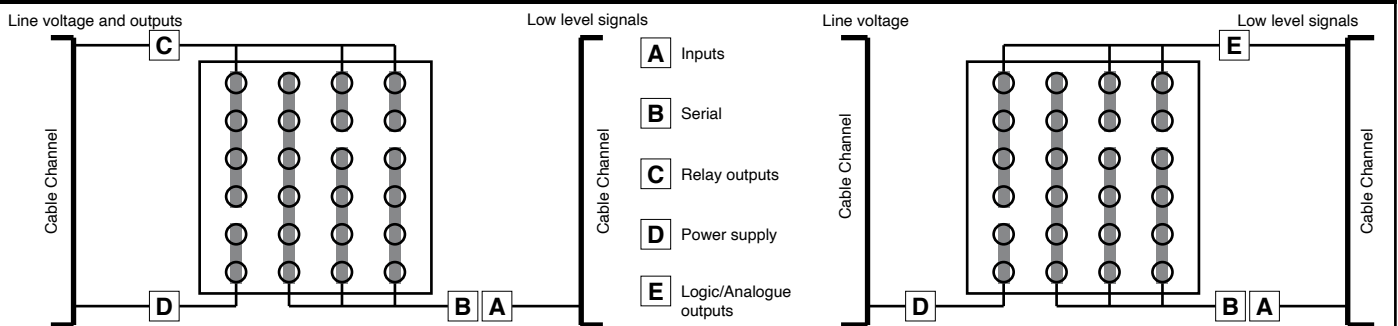 Line voltage and outputs
Low level signals
C
Cable Channel
Cable Channel
D
B A
A Inputs
B Serial
C Relay outputs
D Power supply
E Logic/Analogue
outputs
Line voltage
Low level signals
E
Cable Channel
Cable Channel
D
B A